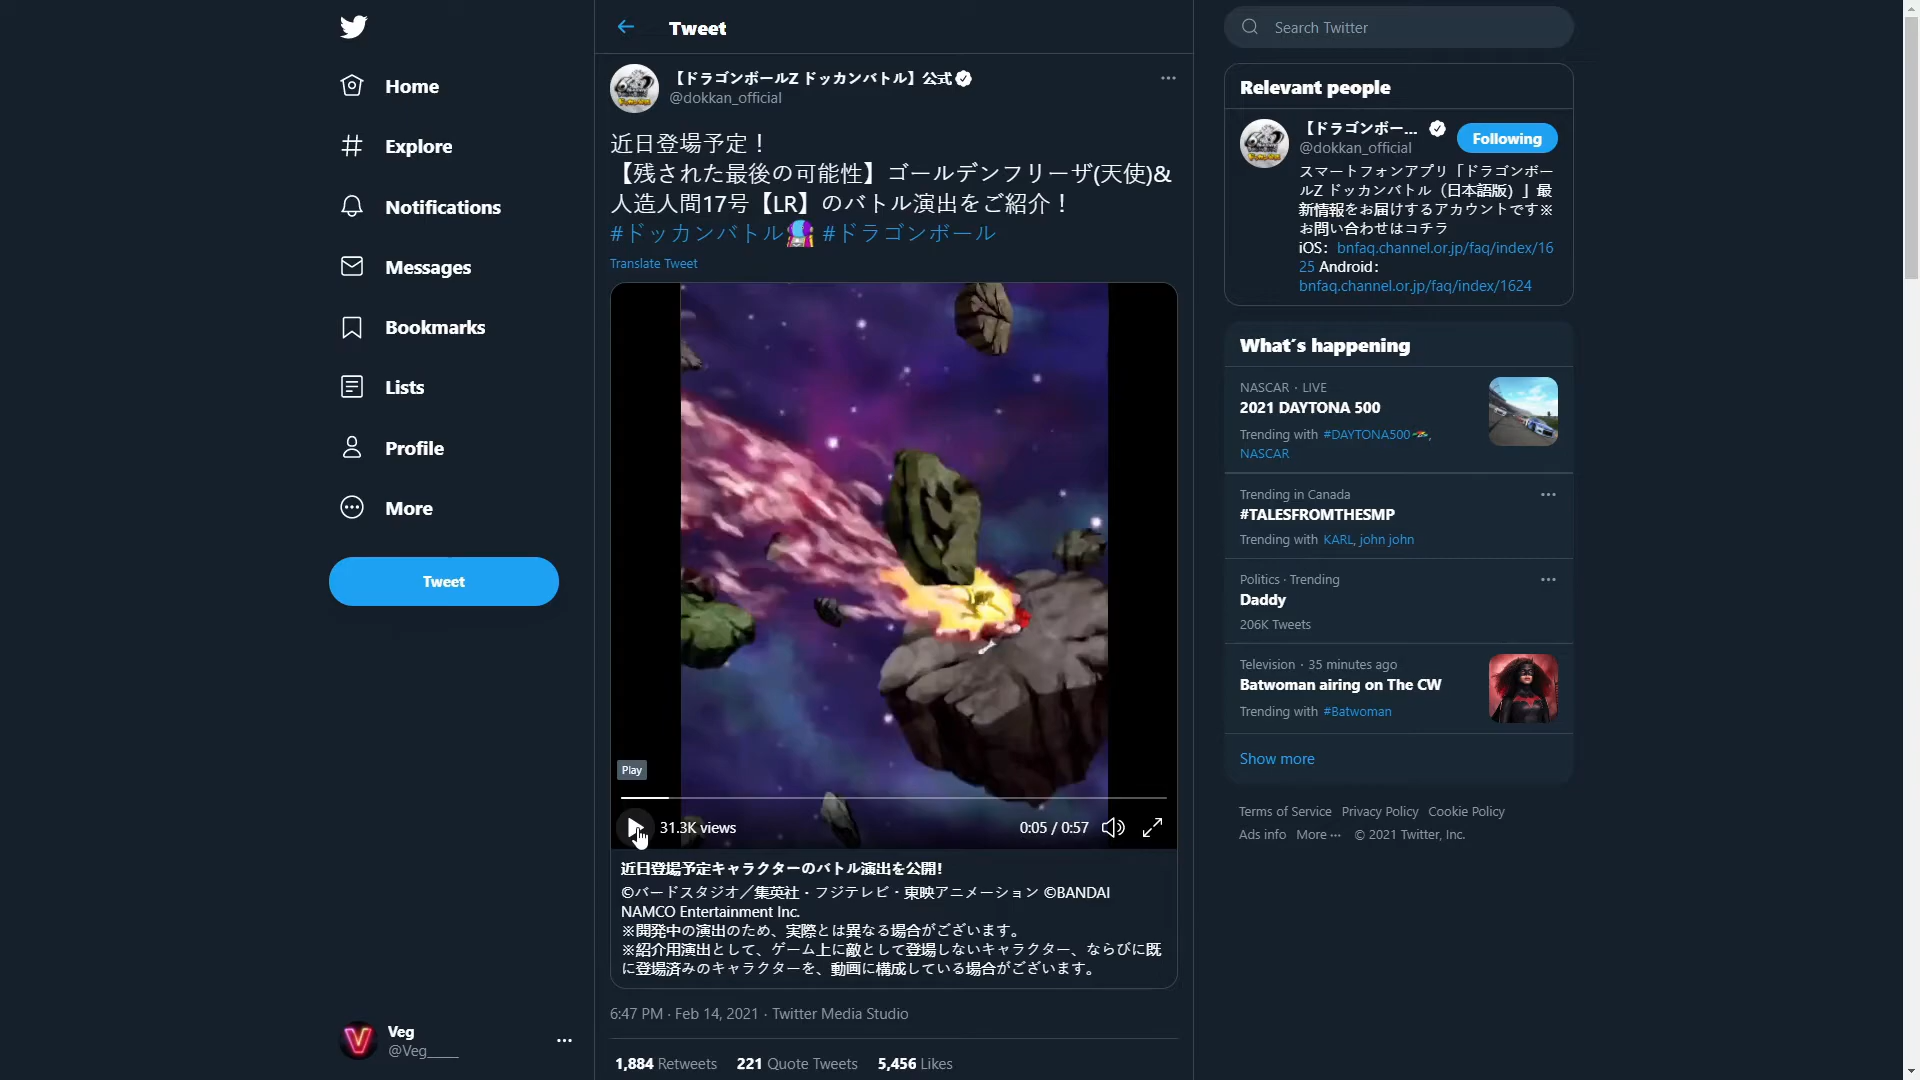 Home
Explore
Notifications
Messages
Bookmarks
Lists
Profile
More
Tweet
Veg
@Veg_____
Tweet
【ドラゴンボールZ ドッカンバトル】公式
@dokkan_official
近日登場予定！
【残された最後の可能性】ゴールデンフリーザ(天使)&
人造人間17号【LR】のバトル演出をご紹介！
#ドッカンバトル #ドラゴンボール
Translate Tweet
Play
31.3K views
0:05 / 0:57
近日登場予定キャラクターのバトル演出を公開!
©バードスタジオ／集英社・フジテレビ・東映アニメーション ©BANDAI
NAMCO Entertainment Inc.
※開発中の演出のため、実際とは異なる場合がございます。
※紹介用演出として、ゲーム上に敵として登場しないキャラクター、ならびに既
に登場済みのキャラクターを、動画に構成している場合がございます。
6:47 PM · Feb 14, 2021 · Twitter Media Studio
1,884 Retweets 221 Quote Tweets 5,456 Likes
Search Twitter
Relevant people
【ドラゴンボー...
@dokkan_official
Following
スマートフォンアプリ「ドラゴンボー
ルZ ドッカンバトル（日本語版）」最
新情報をお届けするアカウントです※
お問い合わせはコチラ
iOS： bnfaq.channel.or.jp/faq/index/16
25 Android：
bnfaq.channel.or.jp/faq/index/1624
What's happening
NASCAR · LIVE
2021 DAYTONA 500
Trending with #DAYTONA500,
NASCAR
Trending in Canada
#TALESFROMTHESMP
Trending with KARL, john john
Politics · Trending
Daddy
206K Tweets
Television · 35 minutes ago
Batwoman airing on The CW
Trending with #Batwoman
Show more
Terms of Service Privacy Policy Cookie Policy
Ads info More ··· © 2021 Twitter, Inc.